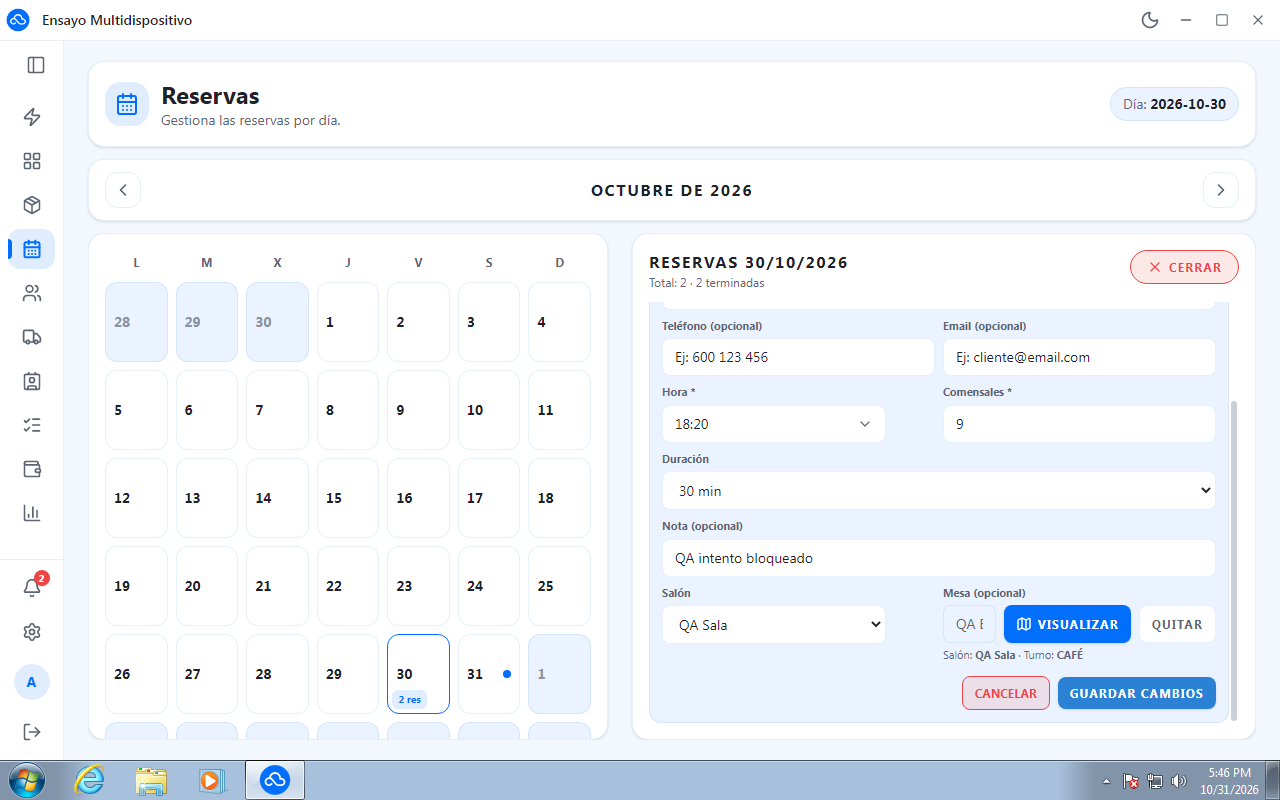 Ensayo Multidispositivo
Reservas
Gestiona las reservas por día.
Día: 2026-10-30
OCTUBRE DE 2026
L M X J V S D
28 29 30 1 2 3 4
5 6 7 8 9 10 11
12 13 14 15 16 17 18
19 20 21 22 23 24 25
26 27 28 29 30 31 1
2 res
RESERVAS 30/10/2026
Total: 2 · 2 terminadas
CERRAR
Teléfono (opcional) Email (opcional)
Ej: 600 123 456 Ej: cliente@email.com
Hora * Comensales *
18:20 9
Duración
30 min
Nota (opcional)
QA intento bloqueado
Salón Mesa (opcional)
QA Sala QA VISUALIZAR QUITAR
Salón: QA Sala · Turno: CAFÉ
CANCELAR GUARDAR CAMBIOS
2
A
5:46 PM
10/31/2026